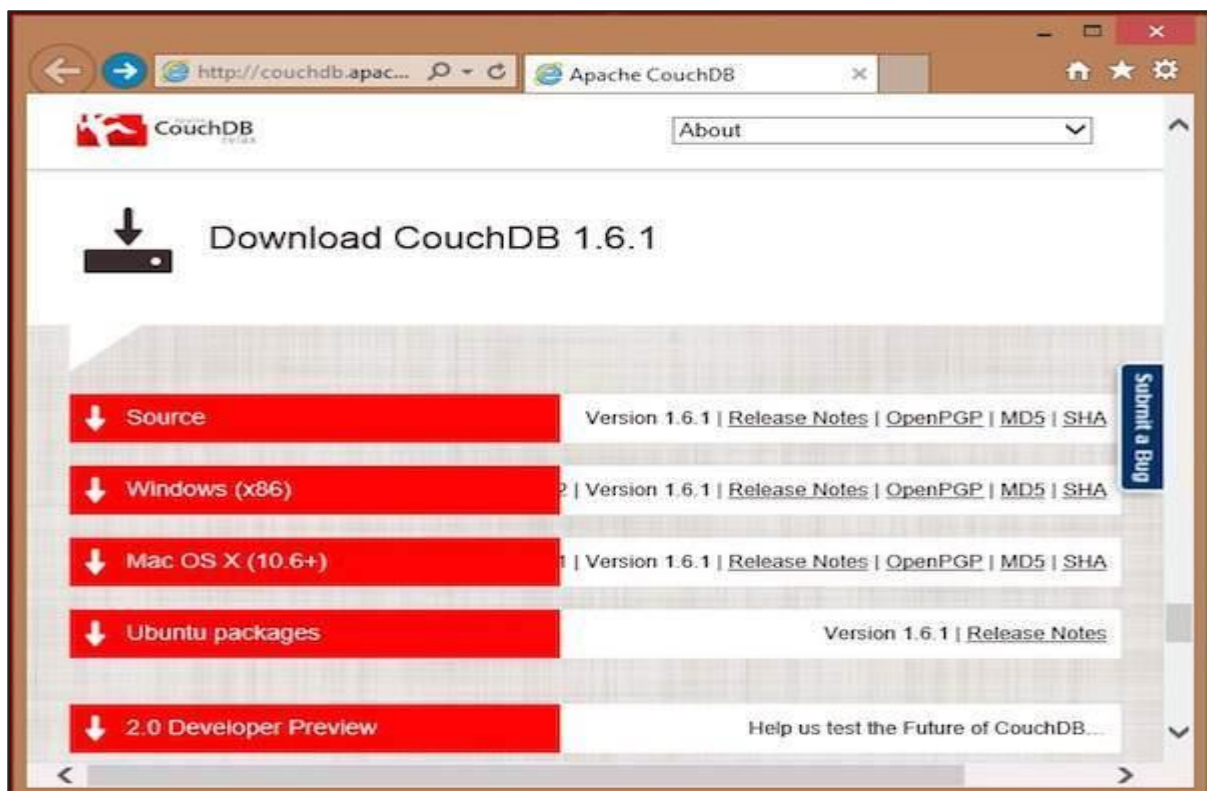 http://couchdb.apac...
Apache CouchDB
CouchDB
relax
About
Download CouchDB 1.6.1
Source
Version 1.6.1 | Release Notes | OpenPGP | MD5 | SHA
Windows (x86)
2 | Version 1.6.1 | Release Notes | OpenPGP | MD5 | SHA
Mac OS X (10.6+)
| Version 1.6.1 | Release Notes | OpenPGP | MD5 | SHA
Ubuntu packages
Version 1.6.1 | Release Notes
2.0 Developer Preview
Help us test the Future of CouchDB...
Submit a Bug